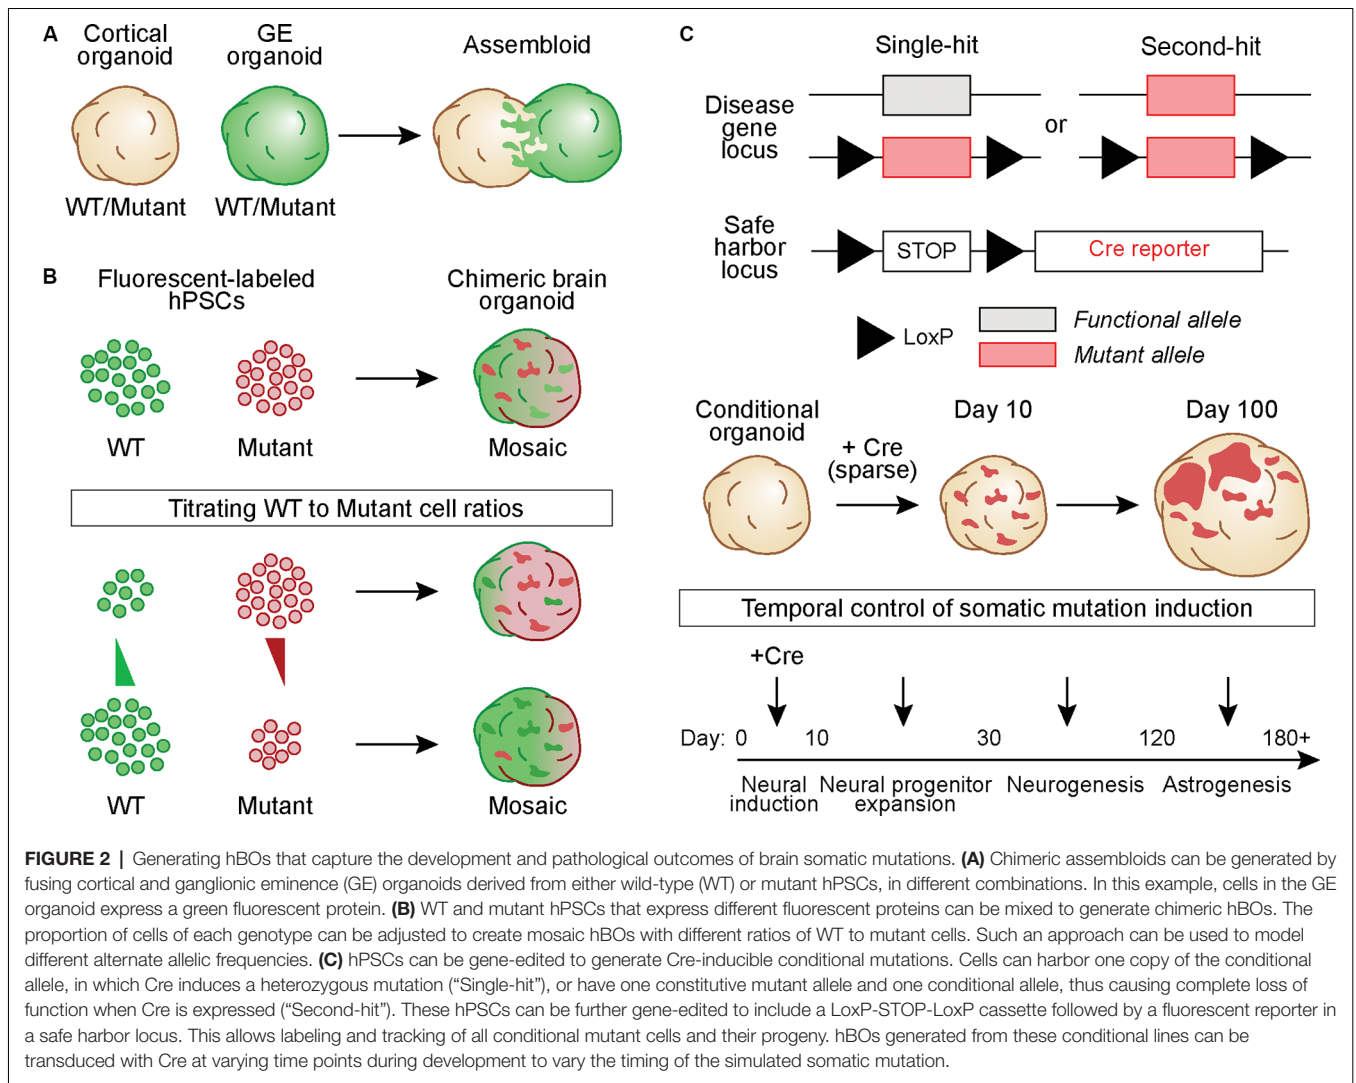 A
Cortical
organoid
GE
organoid
Assembloid
WT/Mutant
WT/Mutant
B
Fluorescent-labeled
hPSCs
Chimeric brain
organoid
WT
Mutant
Mosaic
Titrating WT to Mutant cell ratios
WT
Mutant
Mosaic
C
Single-hit
Second-hit
Disease
gene
locus
or
Safe
harbor
locus
STOP
Cre reporter
LoxP
Functional allele
Mutant allele
Conditional
organoid
+ Cre
(sparse)
Day 10
Day 100
Temporal control of somatic mutation induction
+Cre
Day: 0 10 30 120 180+
Neural
induction
Neural progenitor
expansion
Neurogenesis
Astrogenesis
FIGURE 2 | Generating hBOs that capture the development and pathological outcomes of brain somatic mutations. (A) Chimeric assembloids can be generated by
fusing cortical and ganglionic eminence (GE) organoids derived from either wild-type (WT) or mutant hPSCs, in different combinations. In this example, cells in the GE
organoid express a green fluorescent protein. (B) WT and mutant hPSCs that express different fluorescent proteins can be mixed to generate chimeric hBOs. The
proportion of cells of each genotype can be adjusted to create mosaic hBOs with different ratios of WT to mutant cells. Such an approach can be used to model
different alternate allelic frequencies. (C) hPSCs can be gene-edited to generate Cre-inducible conditional mutations. Cells can harbor one copy of the conditional
allele, in which Cre induces a heterozygous mutation (“Single-hit”), or have one constitutive mutant allele and one conditional allele, thus causing complete loss of
function when Cre is expressed (“Second-hit”). These hPSCs can be further gene-edited to include a LoxP-STOP-LoxP cassette followed by a fluorescent reporter in
a safe harbor locus. This allows labeling and tracking of all conditional mutant cells and their progeny. hBOs generated from these conditional lines can be
transduced with Cre at varying time points during development to vary the timing of the simulated somatic mutation.